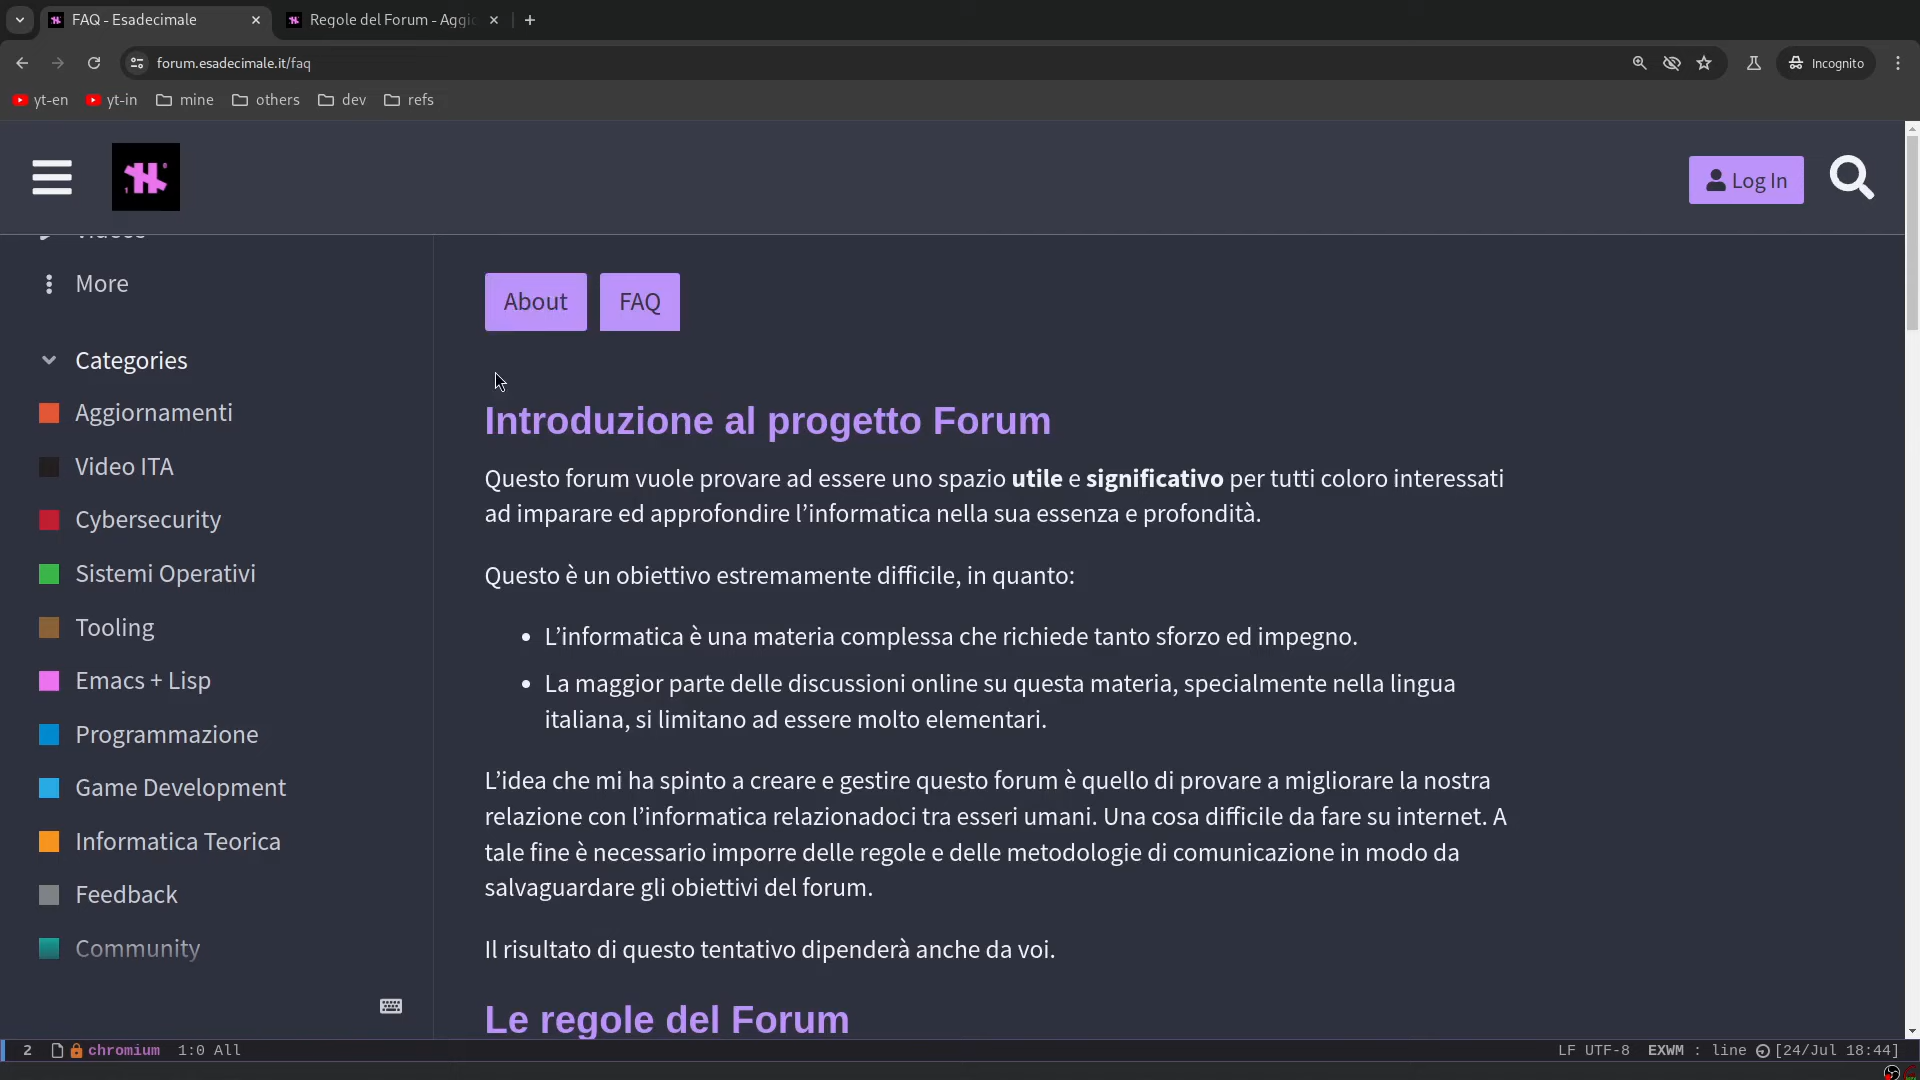 FAQ - Esadecimale
Regole del Forum - Aggio
forum.esadecimale.it/faq
Incognito
yt-en
yt-in
mine
others
dev
refs
Log In
More
Categories
Aggiornamenti
Video ITA
Cybersecurity
Sistemi Operativi
Tooling
Emacs + Lisp
Programmazione
Game Development
Informatica Teorica
Feedback
Community
About
FAQ
Introduzione al progetto Forum
Questo forum vuole provare ad essere uno spazio utile e significativo per tutti coloro interessati
ad imparare ed approfondire l’informatica nella sua essenza e profondità.
Questo è un obiettivo estremamente difficile, in quanto:
• L’informatica è una materia complessa che richiede tanto sforzo ed impegno.
• La maggior parte delle discussioni online su questa materia, specialmente nella lingua
italiana, si limitano ad essere molto elementari.
L’idea che mi ha spinto a creare e gestire questo forum è quello di provare a migliorare la nostra
relazione con l’informatica relazionadoci tra esseri umani. Una cosa difficile da fare su internet. A
tale fine è necessario imporre delle regole e delle metodologie di comunicazione in modo da
salvaguardare gli obiettivi del forum.
Il risultato di questo tentativo dipenderà anche da voi.
Le regole del Forum
2 chromium 1:0 All
LF UTF-8 EXWM : line [24/Jul 18:44]